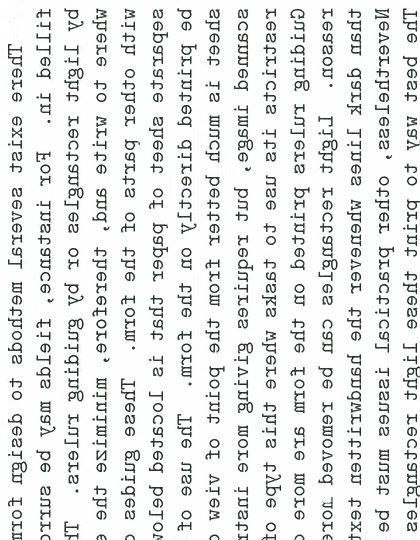 There exist several methods to design form
filled in. For instance, fields may be surro
by light rectangles or by guiding rulers. T
where to write and, therefore, minimize the e
with other parts of the form. These guides c
separate sheet of paper that is located below
be printed directly on the form. The use of
sheet is much better from the point of view o
scanned image, but requires giving more instr
restricts its use to tasks where this type o
Guiding rulers printed on the form are more c
reason. Light rectangles can be removed more
than dark lines whenever the handwritten text
Nevertheless, other practical issues must be
The best way to print these light rectangles